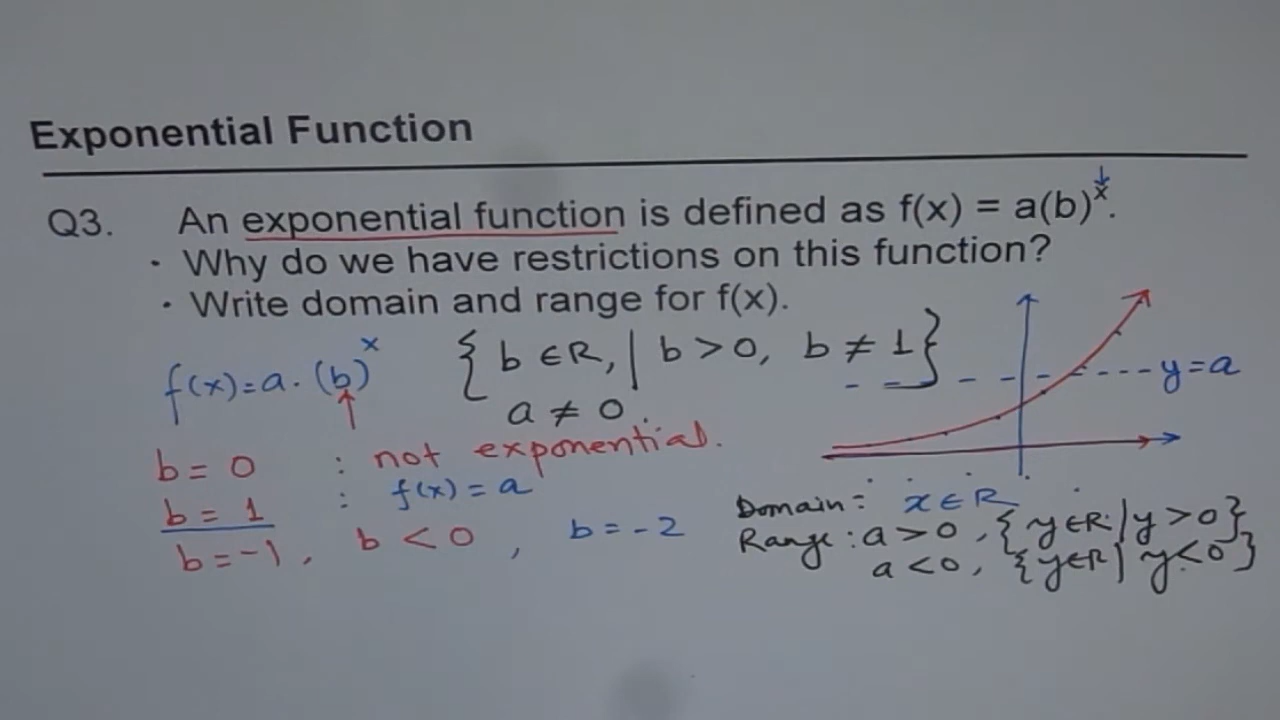 Exponential Function
Q3. An exponential function is defined as f(x) = a(b)^x.
· Why do we have restrictions on this function?
· Write domain and range for f(x).
f(x) = a · (b)^x
{b ∈ R, | b > 0, b ≠ 1}
a ≠ 0
y = a
b = 0 : not exponential.
b = 1 : f(x) = a
b = -1, b < 0, b = -2
Domain: x ∈ R
Range: a > 0, {y ∈ R | y > 0}
a < 0, {y ∈ R | y < 0}